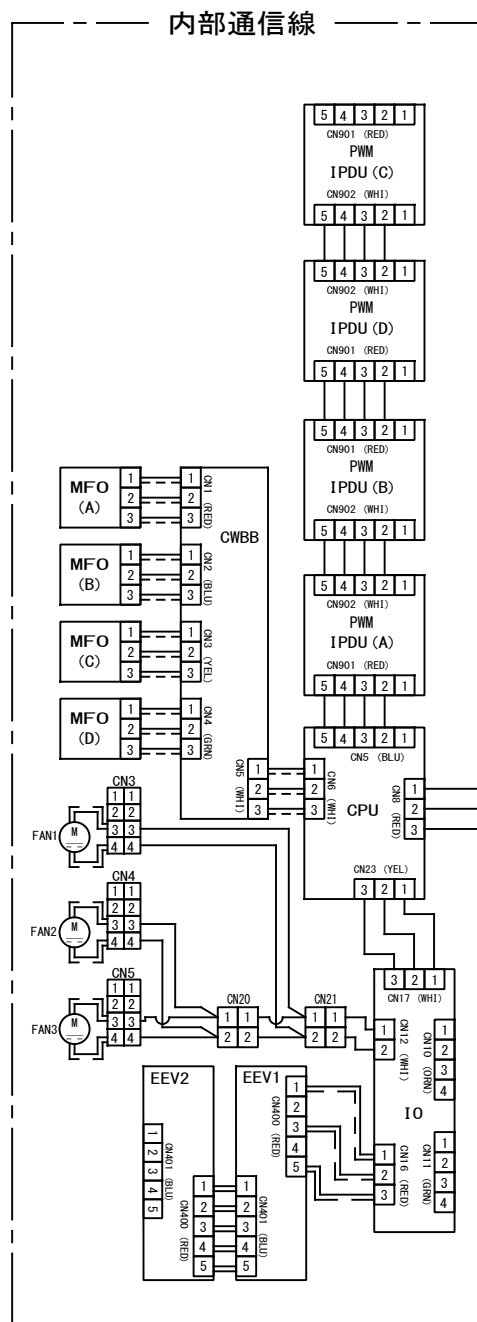 内部通信線
5 4 3 2 1
CN901 (RED)
PWM
IPDU (C)
CN902 (WHI)
5 4 3 2 1
5 4 3 2 1
CN902 (WHI)
PWM
IPDU (D)
CN901 (RED)
5 4 3 2 1
5 4 3 2 1
CN901 (RED)
PWM
IPDU (B)
CN902 (WHI)
5 4 3 2 1
5 4 3 2 1
CN902 (WHI)
PWM
IPDU (A)
CN901 (RED)
5 4 3 2 1
MFO
(A)
1
2
3
1
2
3
CN1 (RED)
MFO
(B)
1
2
3
1
2
3
CN2 (BLU)
MFO
(C)
1
2
3
1
2
3
CN3 (YEL)
MFO
(D)
1
2
3
1
2
3
CN4 (GRN)
CWBB
CN5 (WHI)
1
2
3
1
2
3
CN6 (WHI)
5 4 3 2 1
CN5 (BLU)
CPU
CN8 (RED)
1
2
3
CN23 (YEL)
3 2 1
FAN1
M
CN3
1 1
2 2
3 3
4 4
FAN2
M
CN4
1 1
2 2
3 3
4 4
FAN3
M
CN5
1 1
2 2
3 3
4 4
CN20
1 1
2 2
CN21
1 1
2 2
3 2 1
CN17 (WHI)
1
2
CN12 (WHI)
CN10 (ORN)
1
2
3
4
IO
1
2
3
CN16 (RED)
CN11 (GRN)
1
2
3
4
EEV2
1
2
3
4
5
CN401 (BLU)
CN400 (RED)
1
2
3
4
5
EEV1
CN400 (RED)
1
2
3
4
5
1
2
3
4
5
CN401 (BLU)